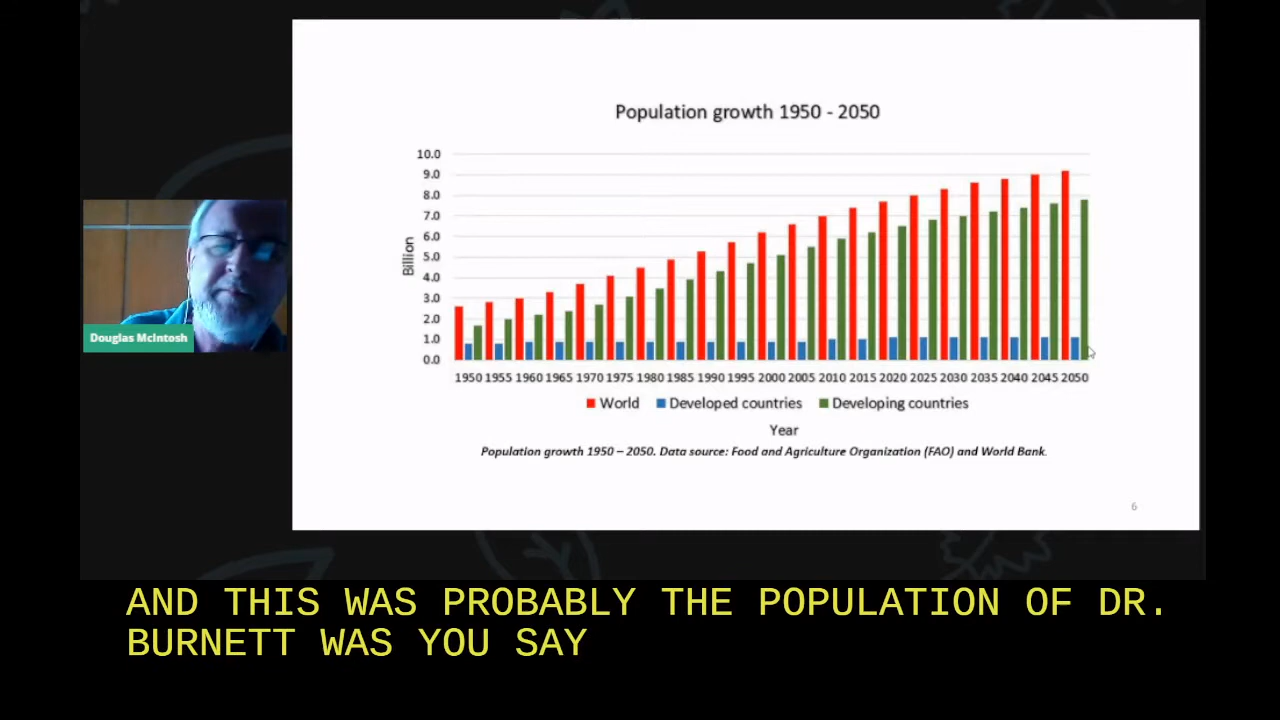 Population growth 1950 - 2050
10.0
9.0
8.0
7.0
6.0
5.0
4.0
3.0
2.0
1.0
0.0
Billion
1950 1955 1960 1965 1970 1975 1980 1985 1990 1995 2000 2005 2010 2015 2020 2025 2030 2035 2040 2045 2050
World Developed countries Developing countries
Year
Population growth 1950 – 2050. Data source: Food and Agriculture Organization (FAO) and World Bank.
6
Douglas McIntosh
AND THIS WAS PROBABLY THE POPULATION OF DR.
BURNETT WAS YOU SAY